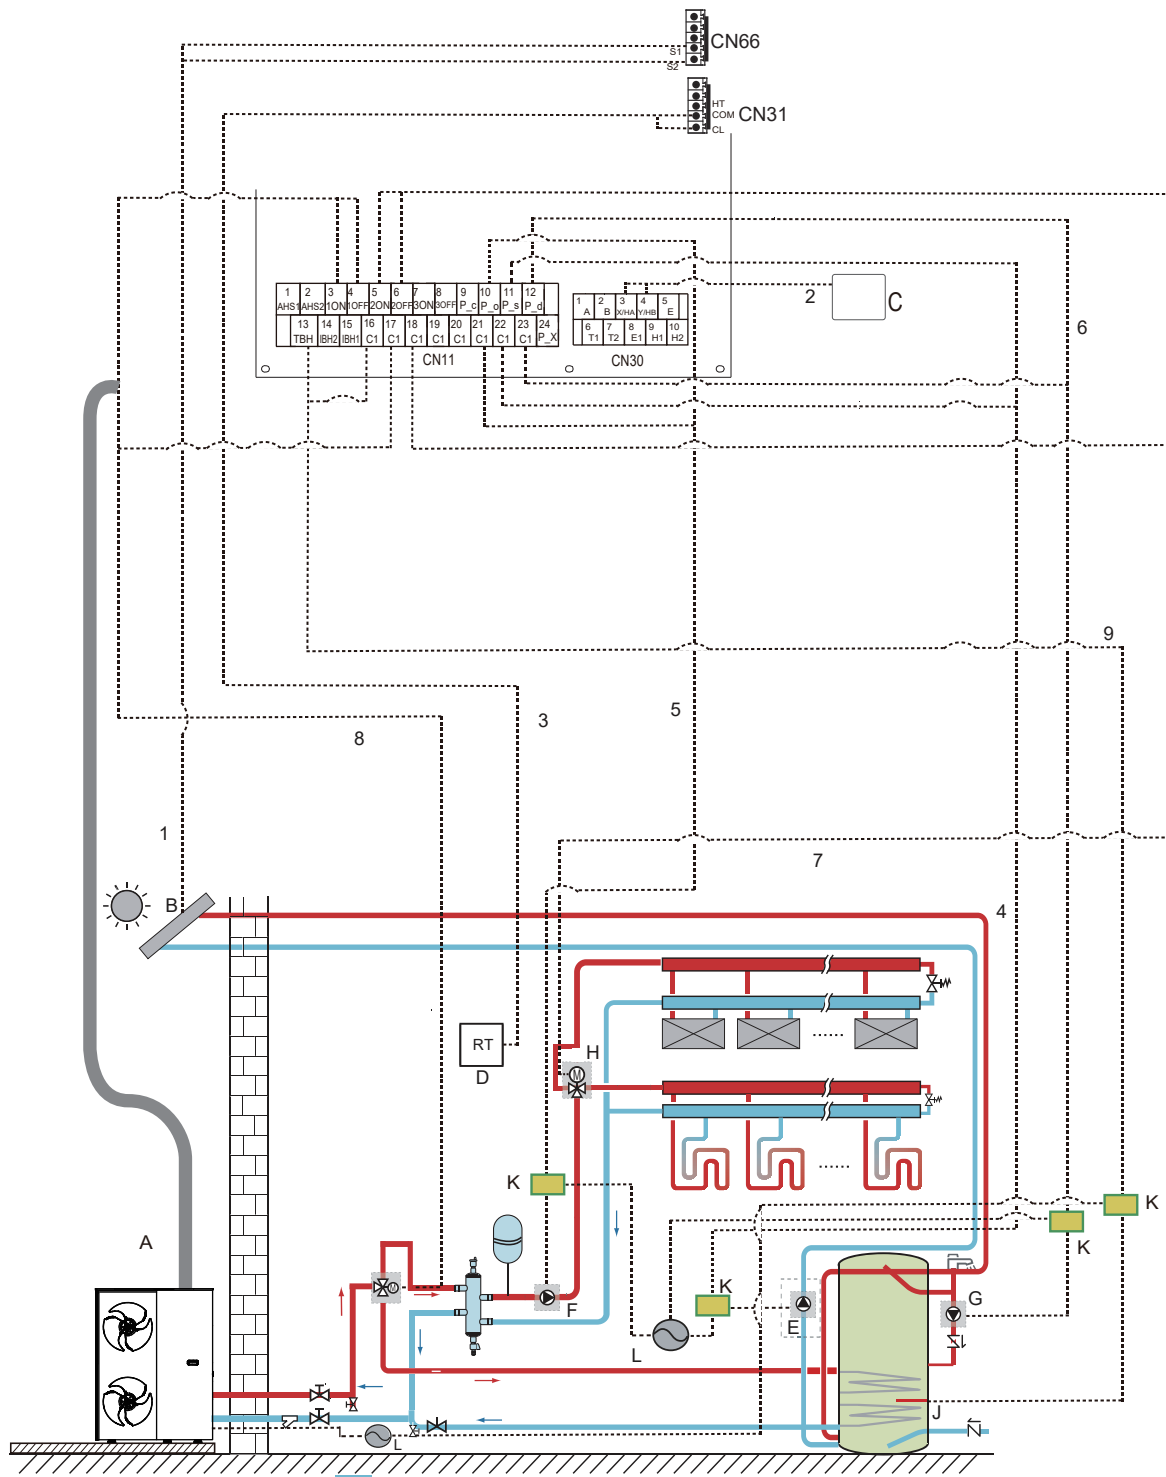 CN66
S1
S2
HT
COM
CL
CN31
1 2 3 4 5 6 7 8 9 10 11 12
AHS1 AHS2 1ON 1OFF 2ON 2OFF 3ON 3OFF P_c P_o P_s P_d
13 14 15 16 17 18 19 20 21 22 23 24
TBH IBH2 IBH1 C1 C1 C1 C1 C1 C1 C1 C1 P_X
CN11
1 2 3 4 5
A B X/HA Y/HB E
6 7 8 9 10
T1 T2 E1 H1 H2
CN30
2
C
6
9
5
3
8
1
7
B
4
RT
D
H
M
K
K
K
A
M
F
K
G
E
L
J
L